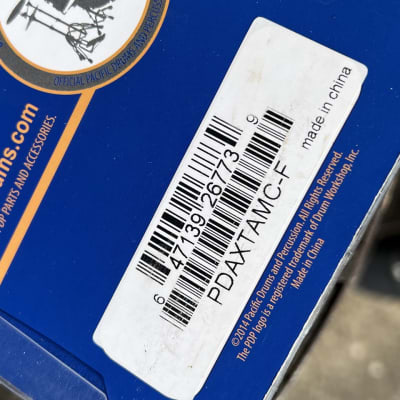 OFFICIAL PACIFIC DRUMS AND PERCUSS
ns.com
PDP PARTS AND ACCESSORIES.
6 47139 26773 9
PDAXTAMC-F
made in china
©2014 Pacific Drums and Percussion. All Rights Reserved.
The PDP logo is a registered trademark of Drum Workshop, Inc.
Made in China